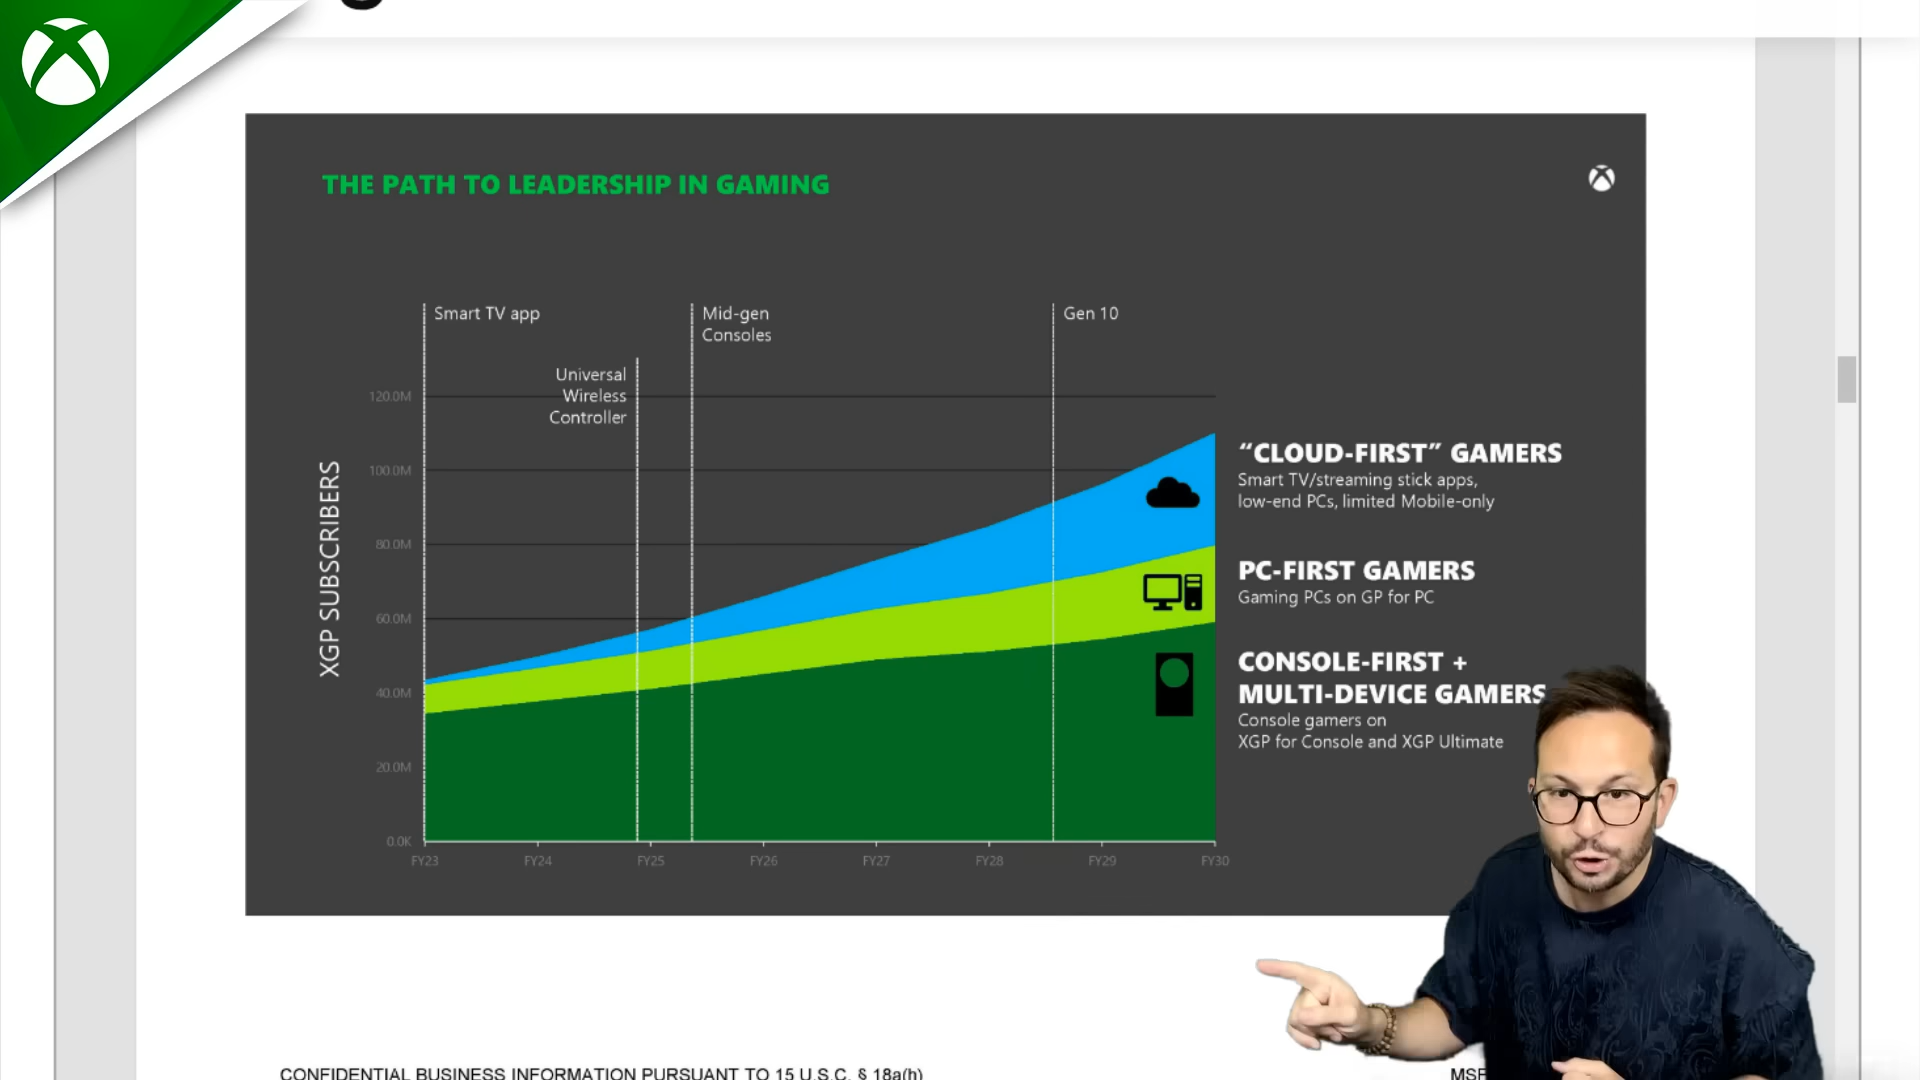 THE PATH TO LEADERSHIP IN GAMING
Smart TV app
Mid-gen
Consoles
Gen 10
Universal
Wireless
Controller
120.0M
100.0M
80.0M
60.0M
40.0M
20.0M
0.0K
XGP SUBSCRIBERS
FY23 FY24 FY25 FY26 FY27 FY28 FY29 FY30
“CLOUD-FIRST” GAMERS
Smart TV/streaming stick apps,
low-end PCs, limited Mobile-only
PC-FIRST GAMERS
Gaming PCs on GP for PC
CONSOLE-FIRST +
MULTI-DEVICE GAMERS
Console gamers on
XGP for Console and XGP Ultimate
CONFIDENTIAL BUSINESS INFORMATION PURSUANT TO 15 U.S.C. § 18a(h)